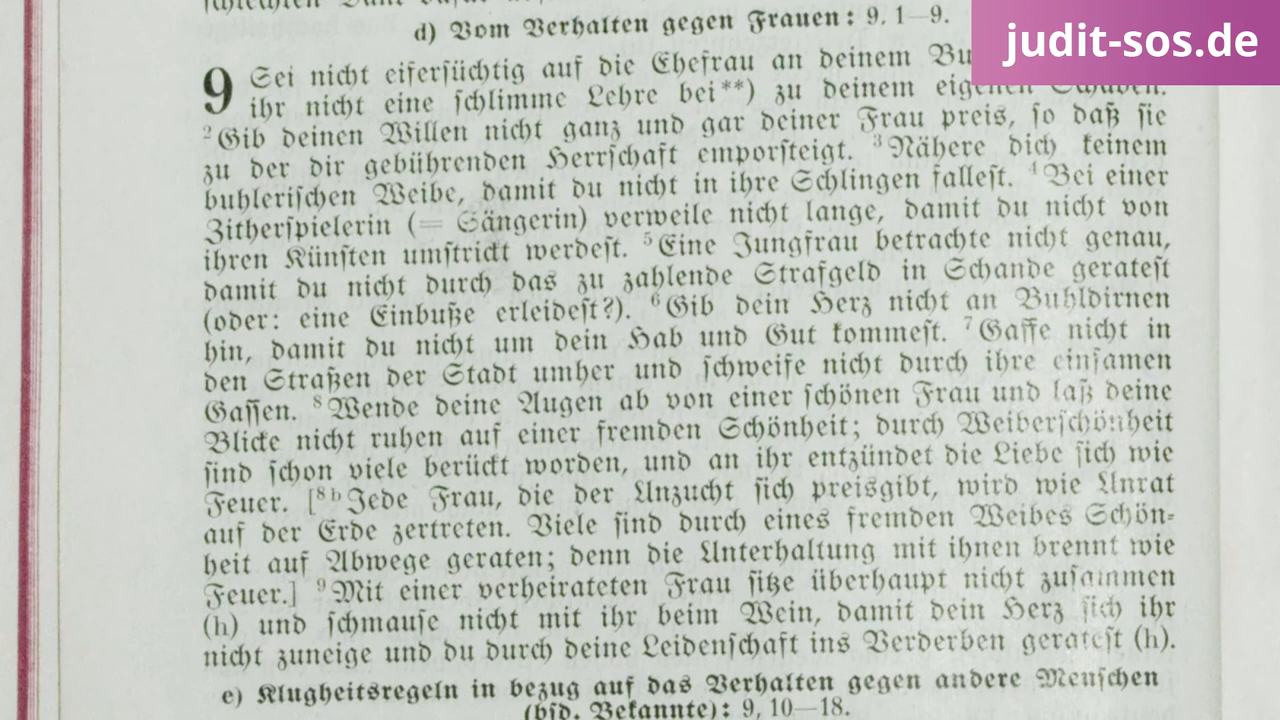 d) Vom Verhalten gegen Frauen: 9, 1—9.
judit-sos.de
9 Sei nicht eifersüchtig auf die Ehefrau an deinem
ihr nicht eine schlimme Lehre bei**) zu deinem eigenen Schaden.
²Gib deinen Willen nicht ganz und gar deiner Frau preis, so daß sie
zu der dir gebührenden Herrschaft emporsteigt. ³Nähere dich keinem
buhlerischen Weibe, damit du nicht in ihre Schlingen fallest. ⁴Bei einer
Zitherspielerin (= Sängerin) verweile nicht lange, damit du nicht von
ihren Künsten umstrickt werdest. ⁵Eine Jungfrau betrachte nicht genau,
damit du nicht durch das zu zahlende Strafgeld in Schande geratest
(oder: eine Einbuße erleidest?). ⁶Gib dein Herz nicht an Buhldirnen
hin, damit du nicht um dein Hab und Gut kommest. ⁷Gaffe nicht in
den Straßen der Stadt umher und schweife nicht durch ihre einsamen
Gassen. ⁸Wende deine Augen ab von einer schönen Frau und laß deine
Blicke nicht ruhen auf einer fremden Schönheit; durch Weiberschönheit
sind schon viele berückt worden, und an ihr entzündet die Liebe sich wie
Feuer. [⁸ᵇJede Frau, die der Unzucht sich preisgibt, wird wie Unrat
auf der Erde zertreten. Viele sind durch eines fremden Weibes Schön-
heit auf Abwege geraten; denn die Unterhaltung mit ihnen brennt wie
Feuer.] ⁹Mit einer verheirateten Frau sitze überhaupt nicht zusammen
(h) und schmause nicht mit ihr beim Wein, damit dein Herz sich ihr
nicht zuneige und du durch deine Leidenschaft ins Verderben geratest (h).
e) Klugheitsregeln in bezug auf das Verhalten gegen andere Menschen
(bsd. Bekannte): 9, 10—18.